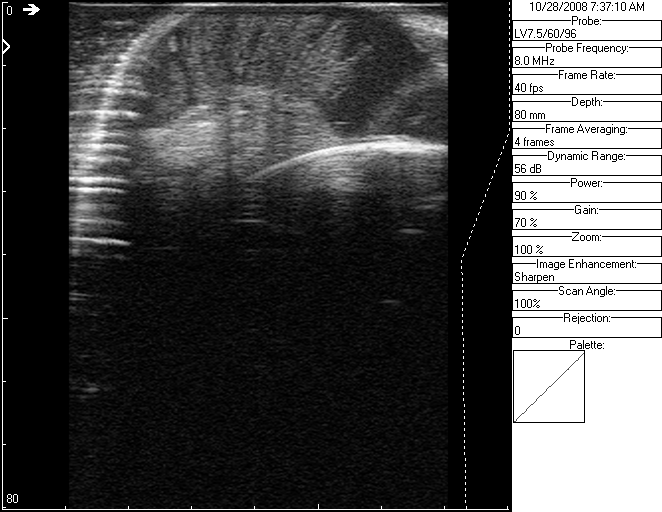 0
80
10/28/2008 7:37:10 AM
Probe:
LV7.5/60/96
Probe Frequency:
8.0 MHz
Frame Rate:
40 fps
Depth:
80 mm
Frame Averaging:
4 frames
Dynamic Range:
56 dB
Power:
90 %
Gain:
70 %
Zoom:
100 %
Image Enhancement:
Sharpen
Scan Angle:
100%
Rejection:
0
Palette: